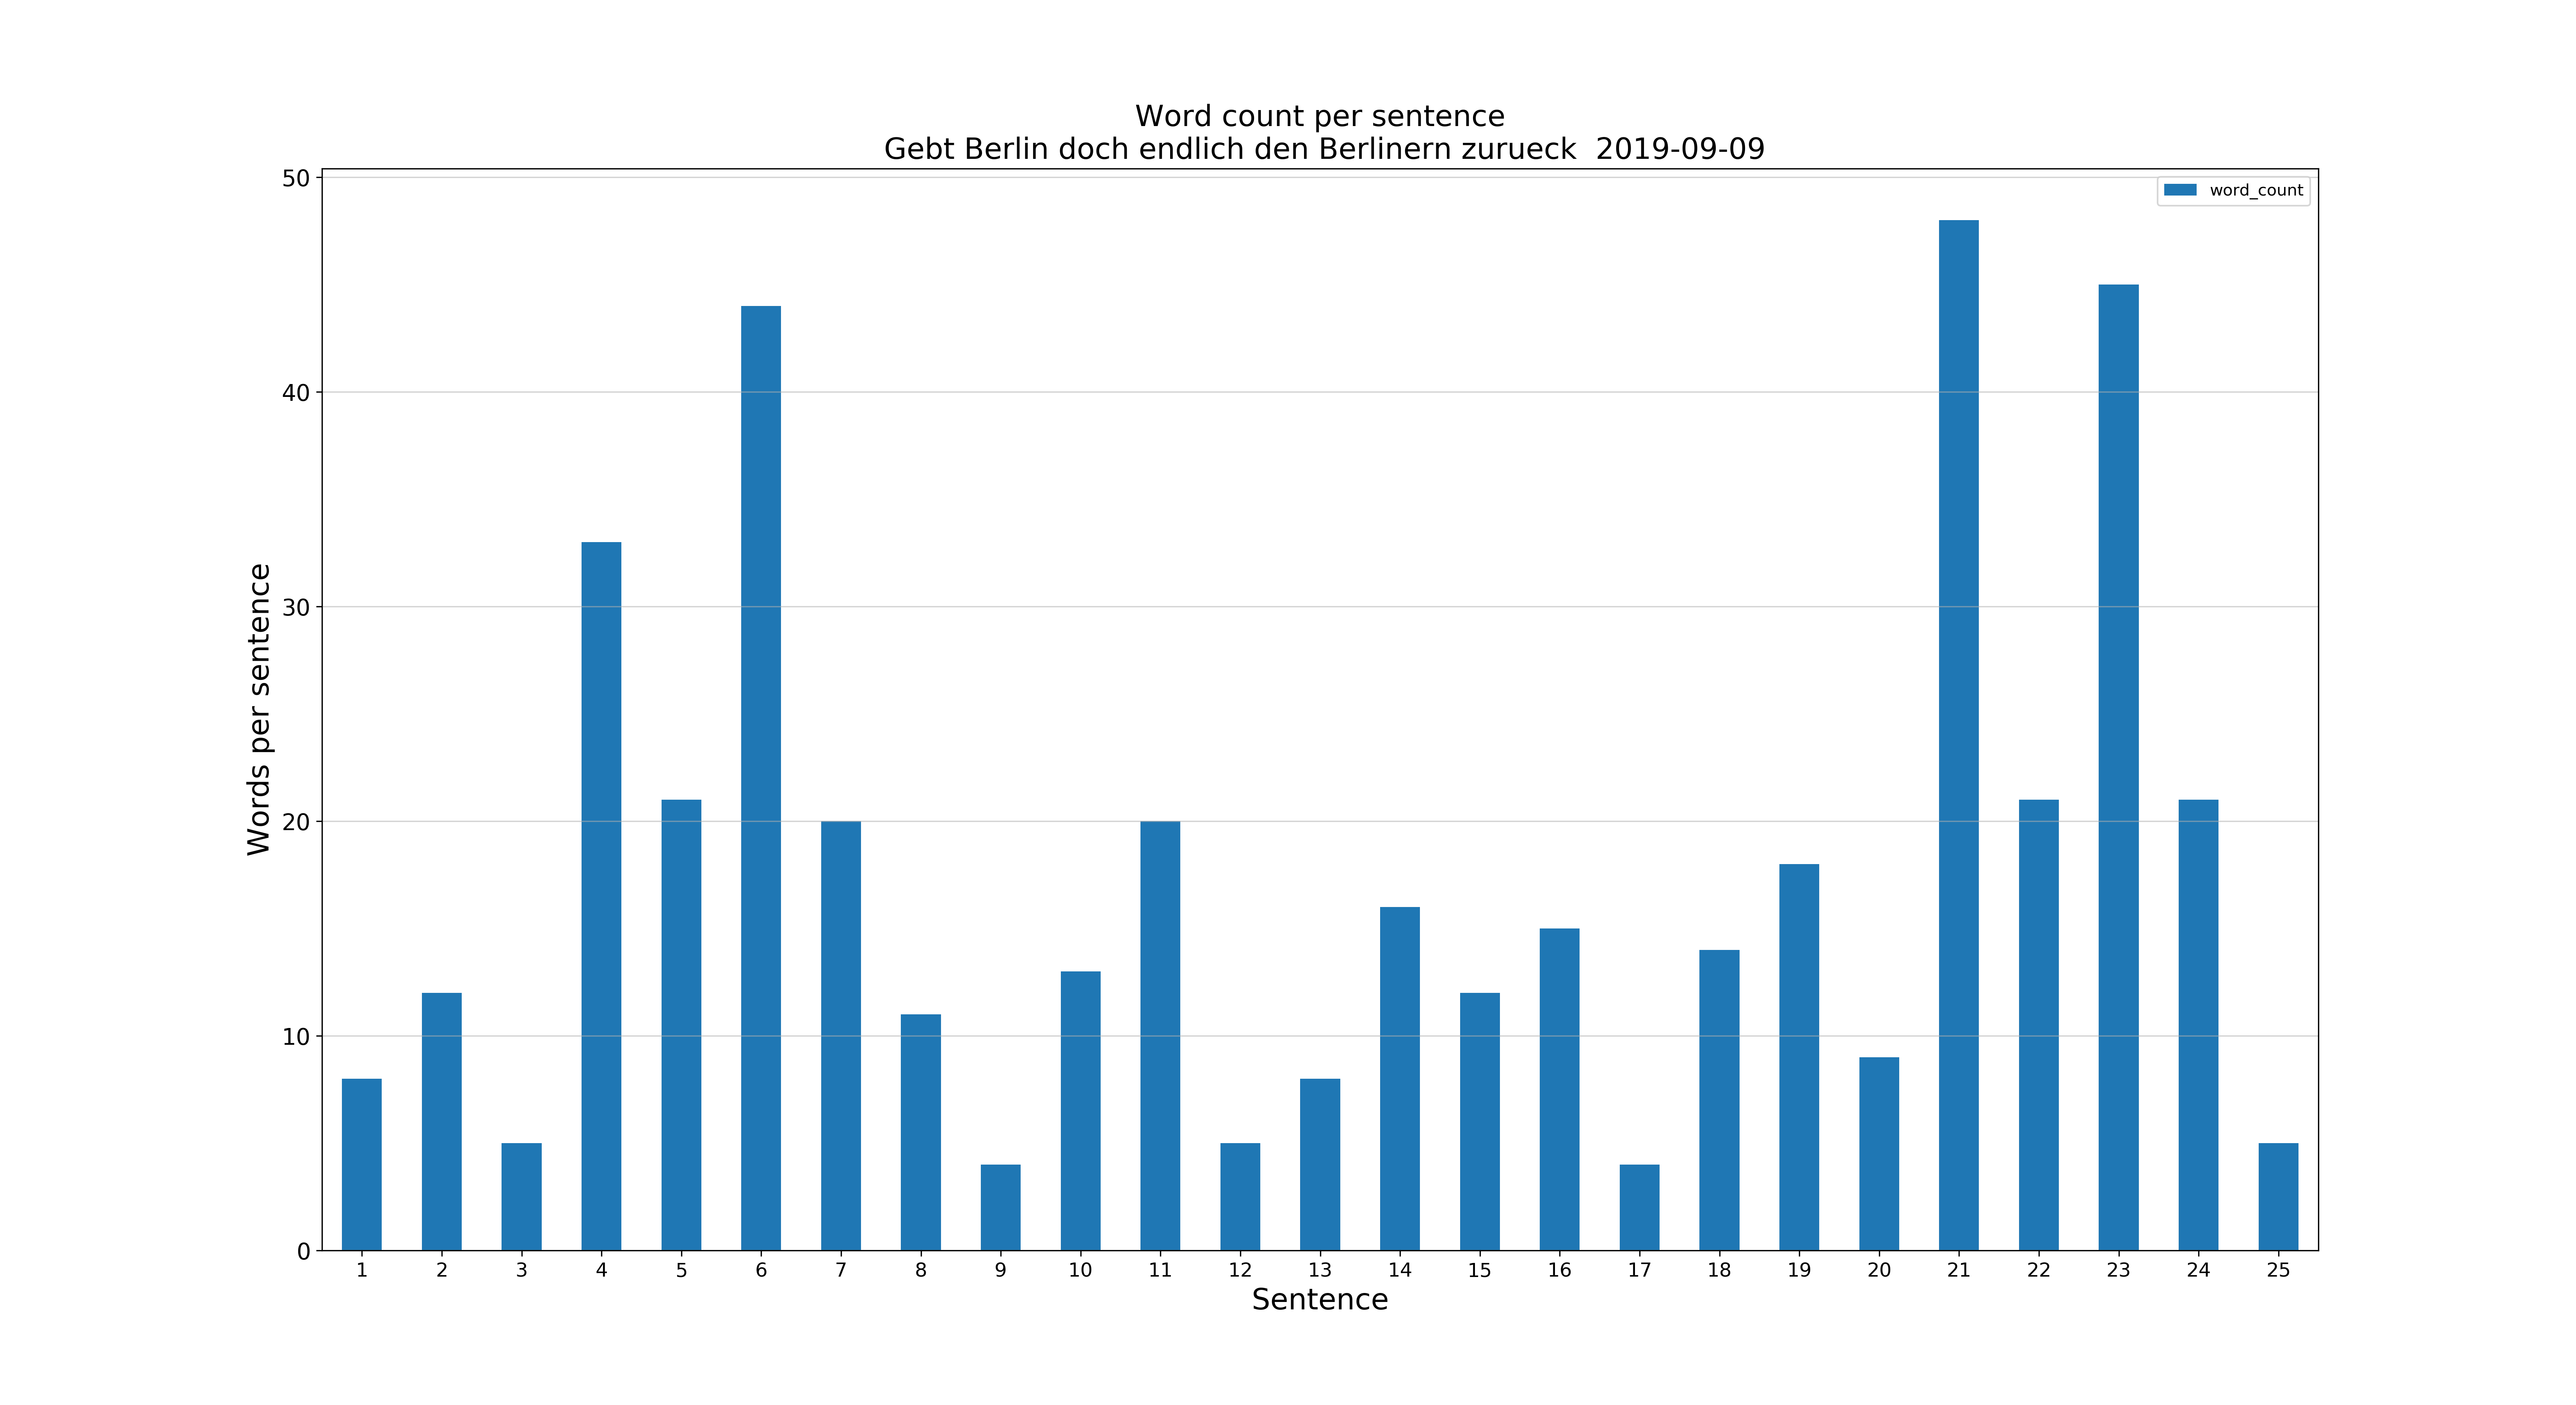 Word count per sentence
Gebt Berlin doch endlich den Berlinern zurueck  2019-09-09
word_count
50
40
30
20
10
0
Words per sentence
1 2 3 4 5 6 7 8 9 10 11 12 13 14 15 16 17 18 19 20 21 22 23 24 25
Sentence